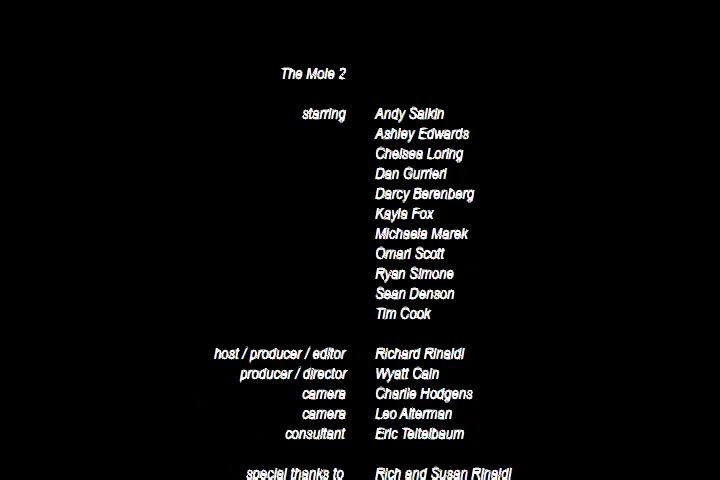 The Mole 2
starring Andy Salkin
Ashley Edwards
Chelsea Loring
Dan Gurrieri
Darcy Berenberg
Kayla Fox
Michaela Marek
Omari Scott
Ryan Simone
Sean Denson
Tim Cook
host / producer / editor Richard Rinaldi
producer / director Wyatt Cain
camera Charlie Hodgens
camera Leo Alterman
consultant Eric Teitelbaum
special thanks to Rich and Susan Rinaldi